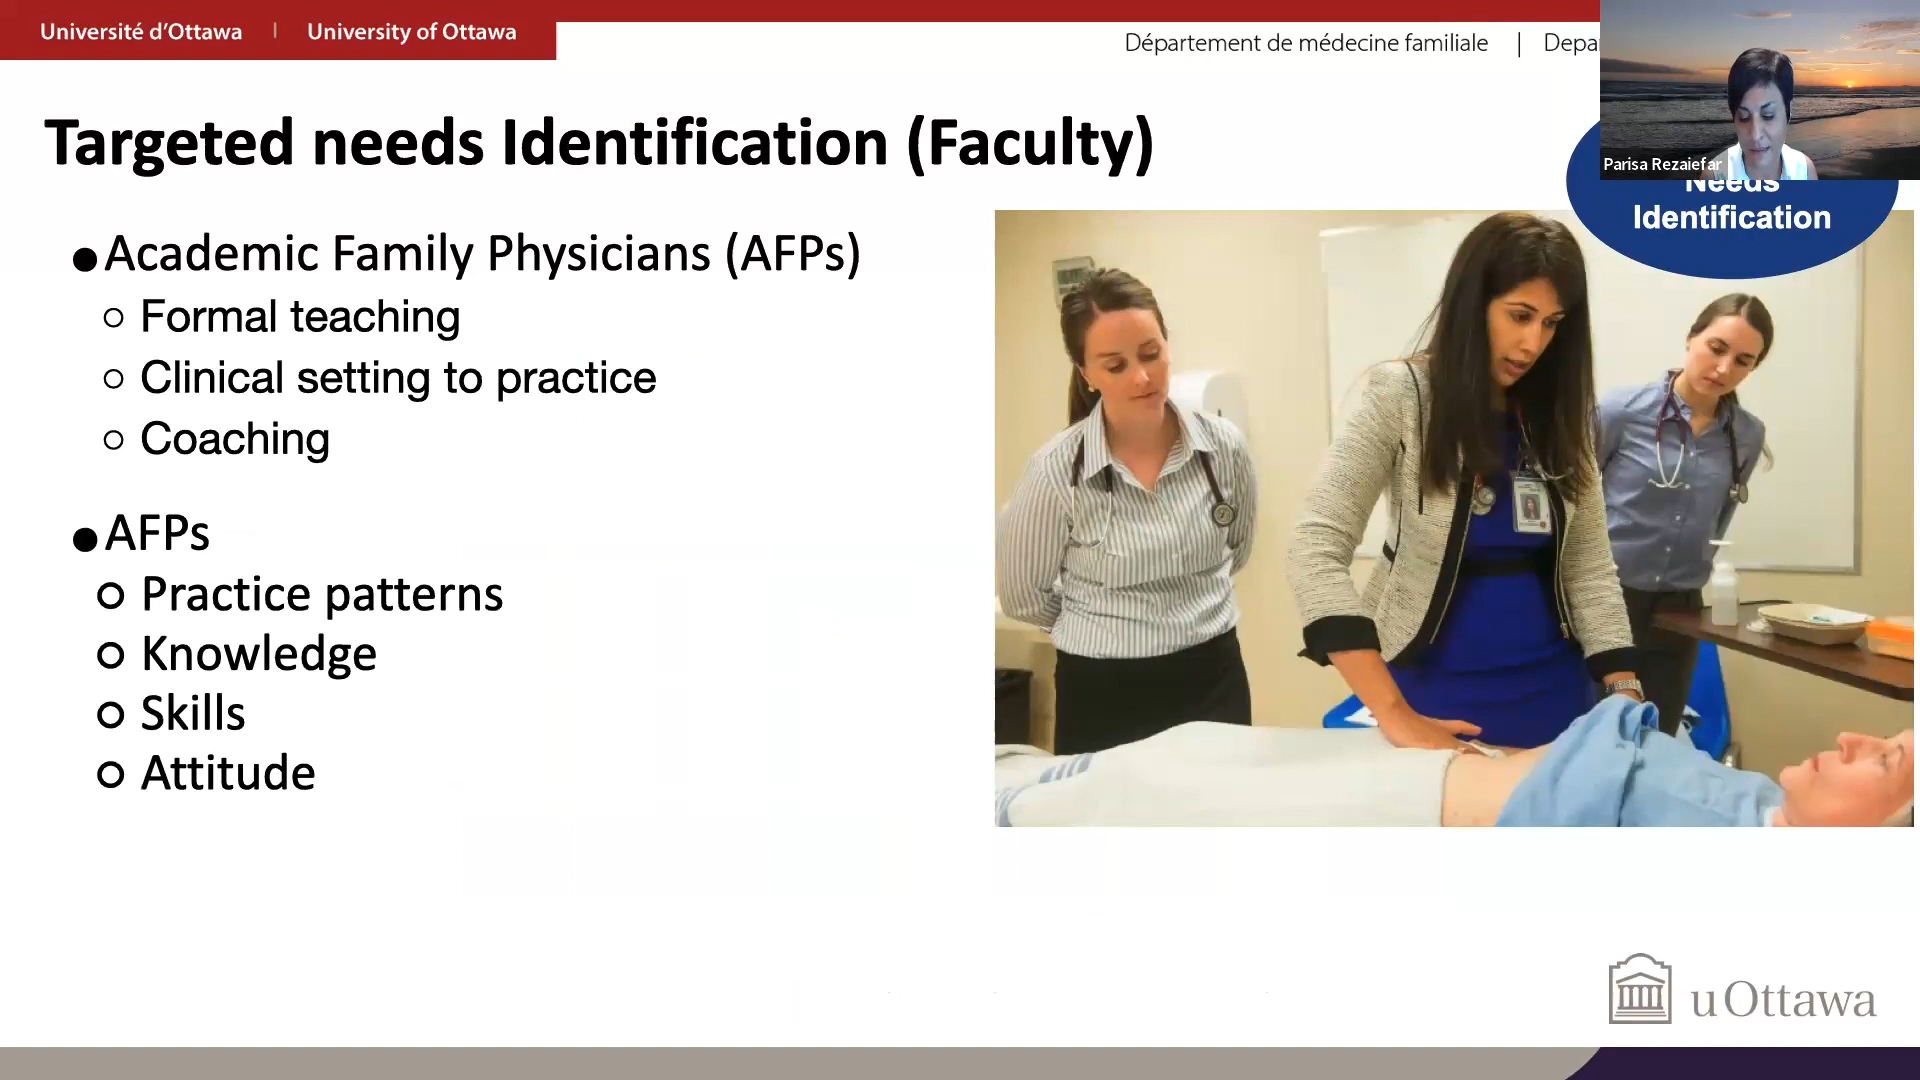 Université d'Ottawa | University of Ottawa
Département de médecine familiale |
Parisa Rezaiefar
Targeted needs Identification (Faculty)
Needs
Identification
●Academic Family Physicians (AFPs)
○ Formal teaching
○ Clinical setting to practice
○ Coaching
●AFPs
○ Practice patterns
○ Knowledge
○ Skills
○ Attitude
uOttawa